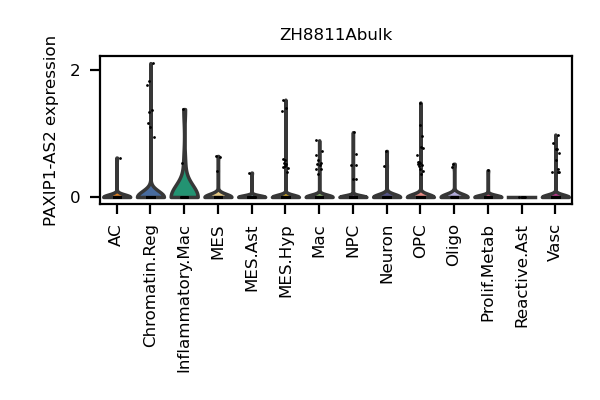 ZH8811Abulk
PAXIP1-AS2 expression
2
0
AC
Chromatin.Reg
Inflammatory.Mac
MES
MES.Ast
MES.Hyp
Mac
NPC
Neuron
OPC
Oligo
Prolif.Metab
Reactive.Ast
Vasc